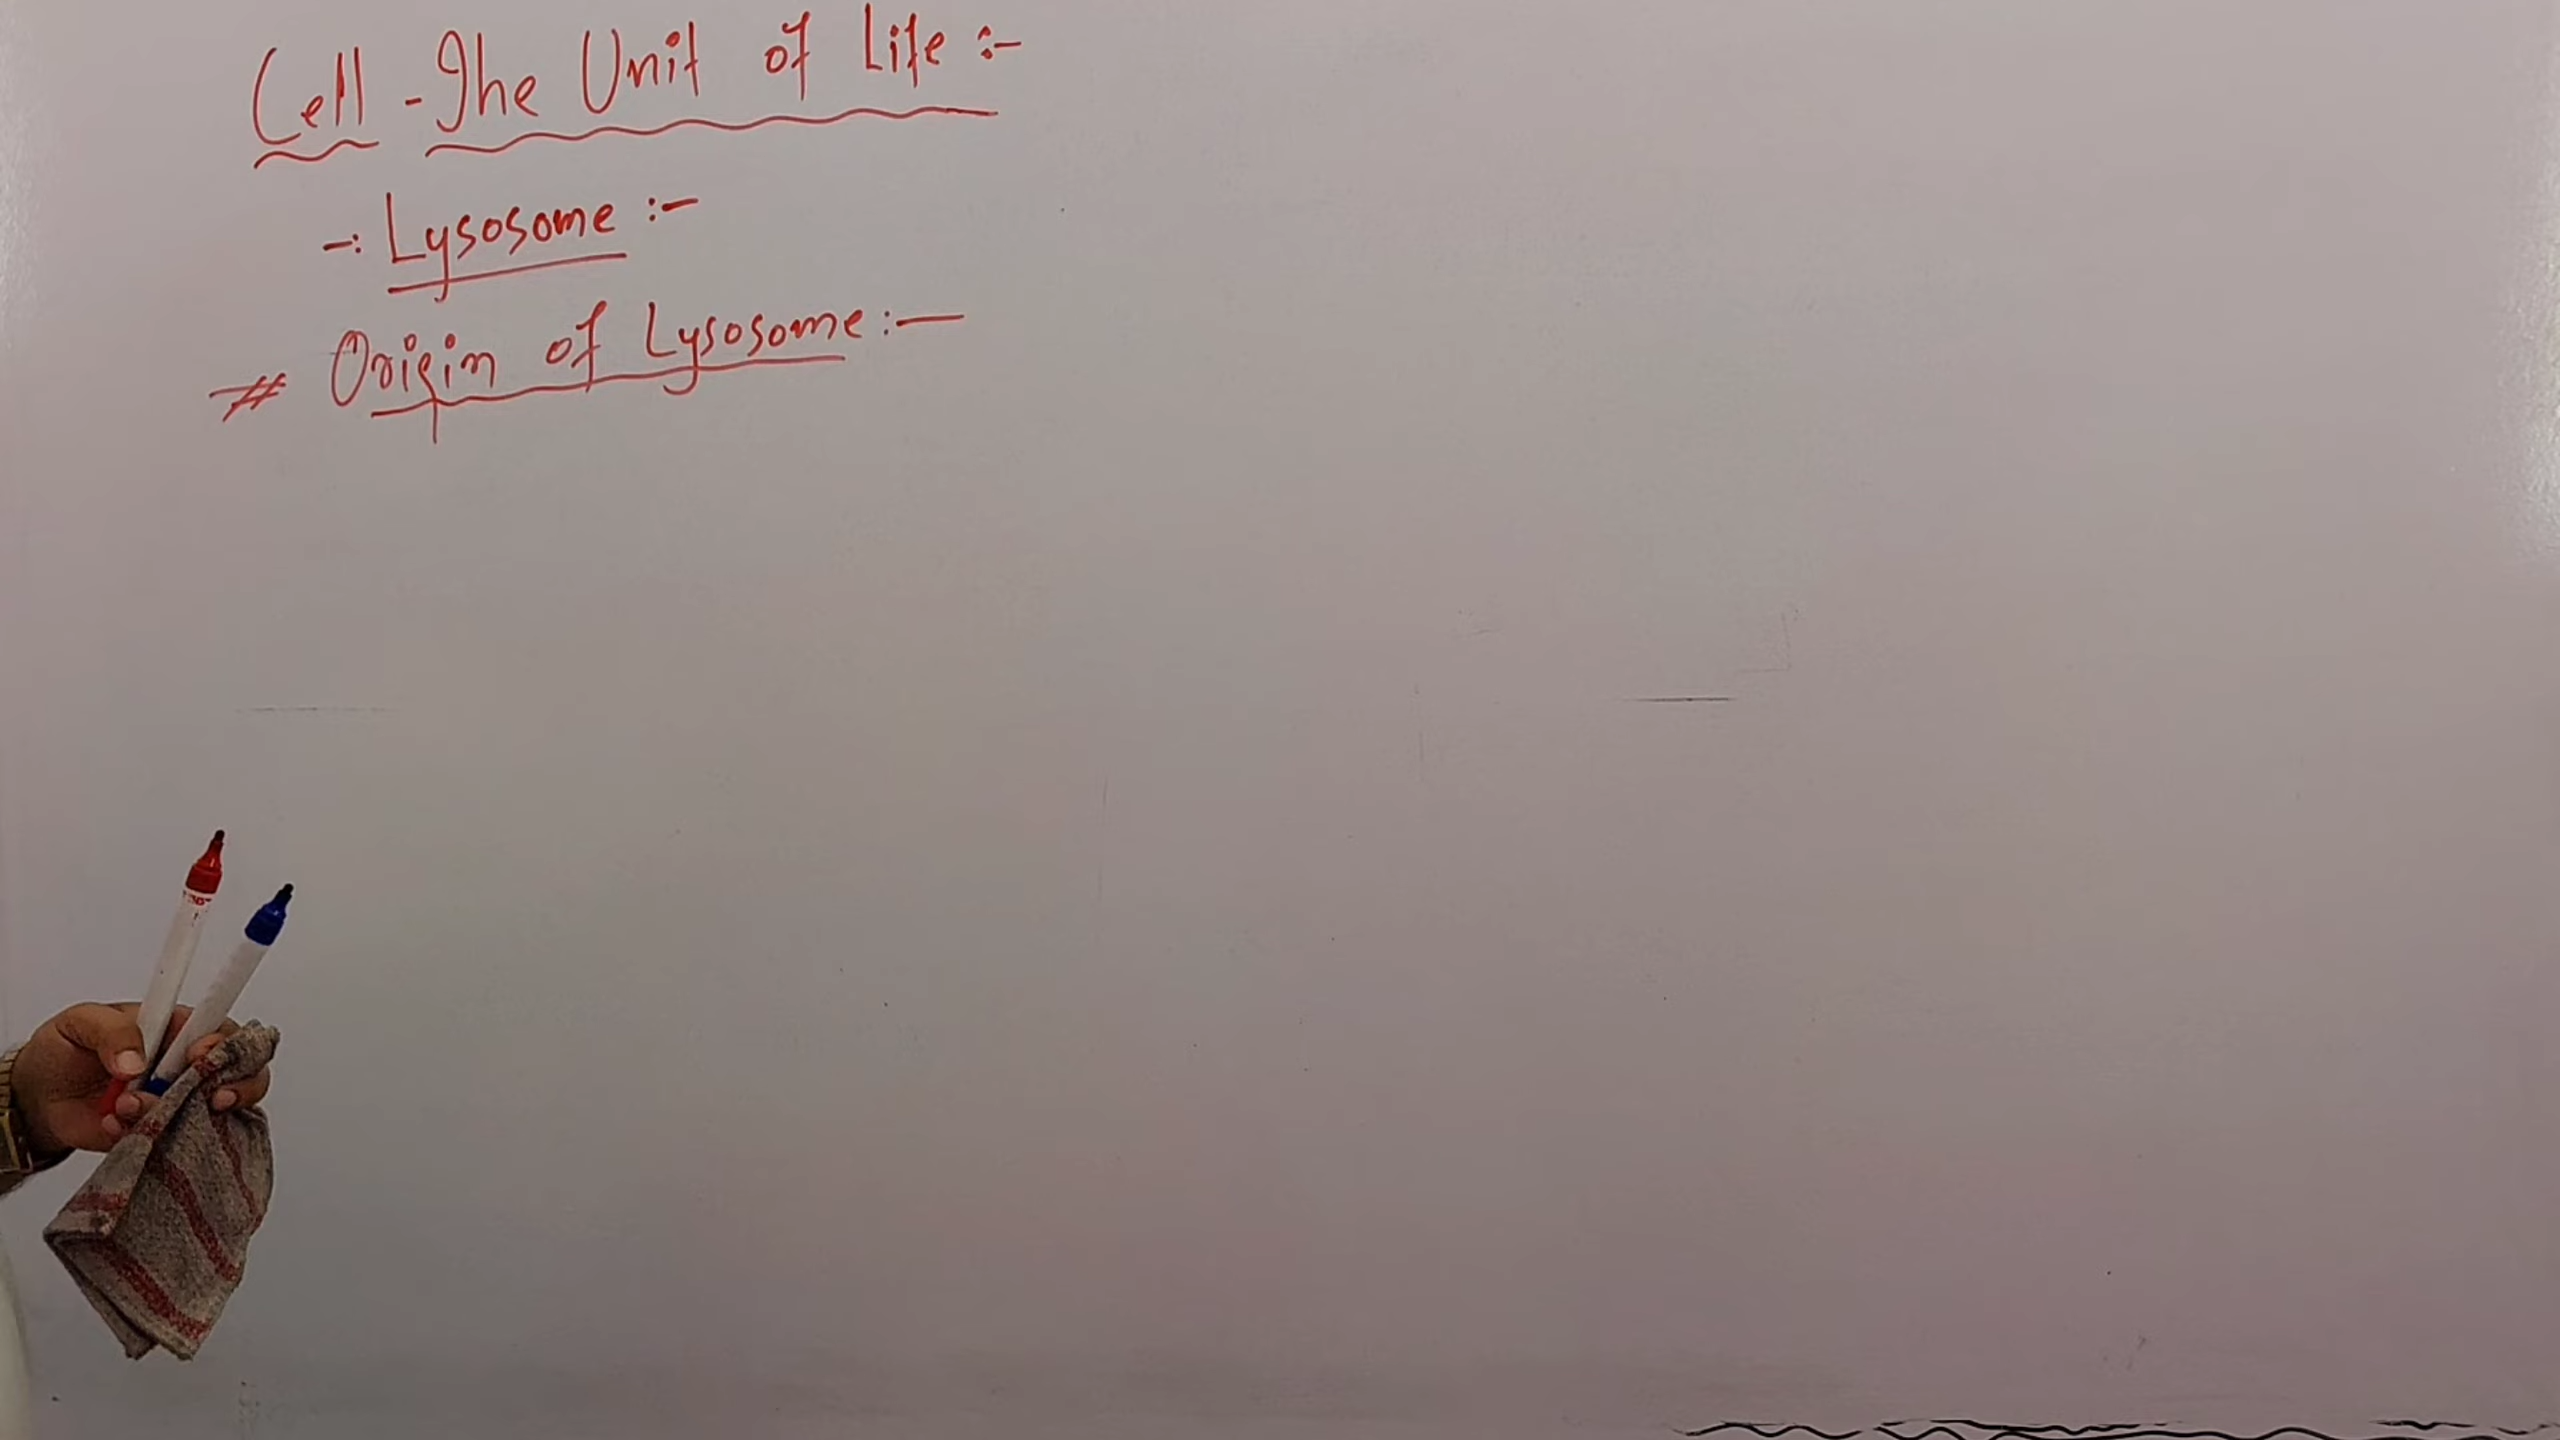 Cell - The Unit of Life :-
-: Lysosome :-
# Origin of Lysosome :-